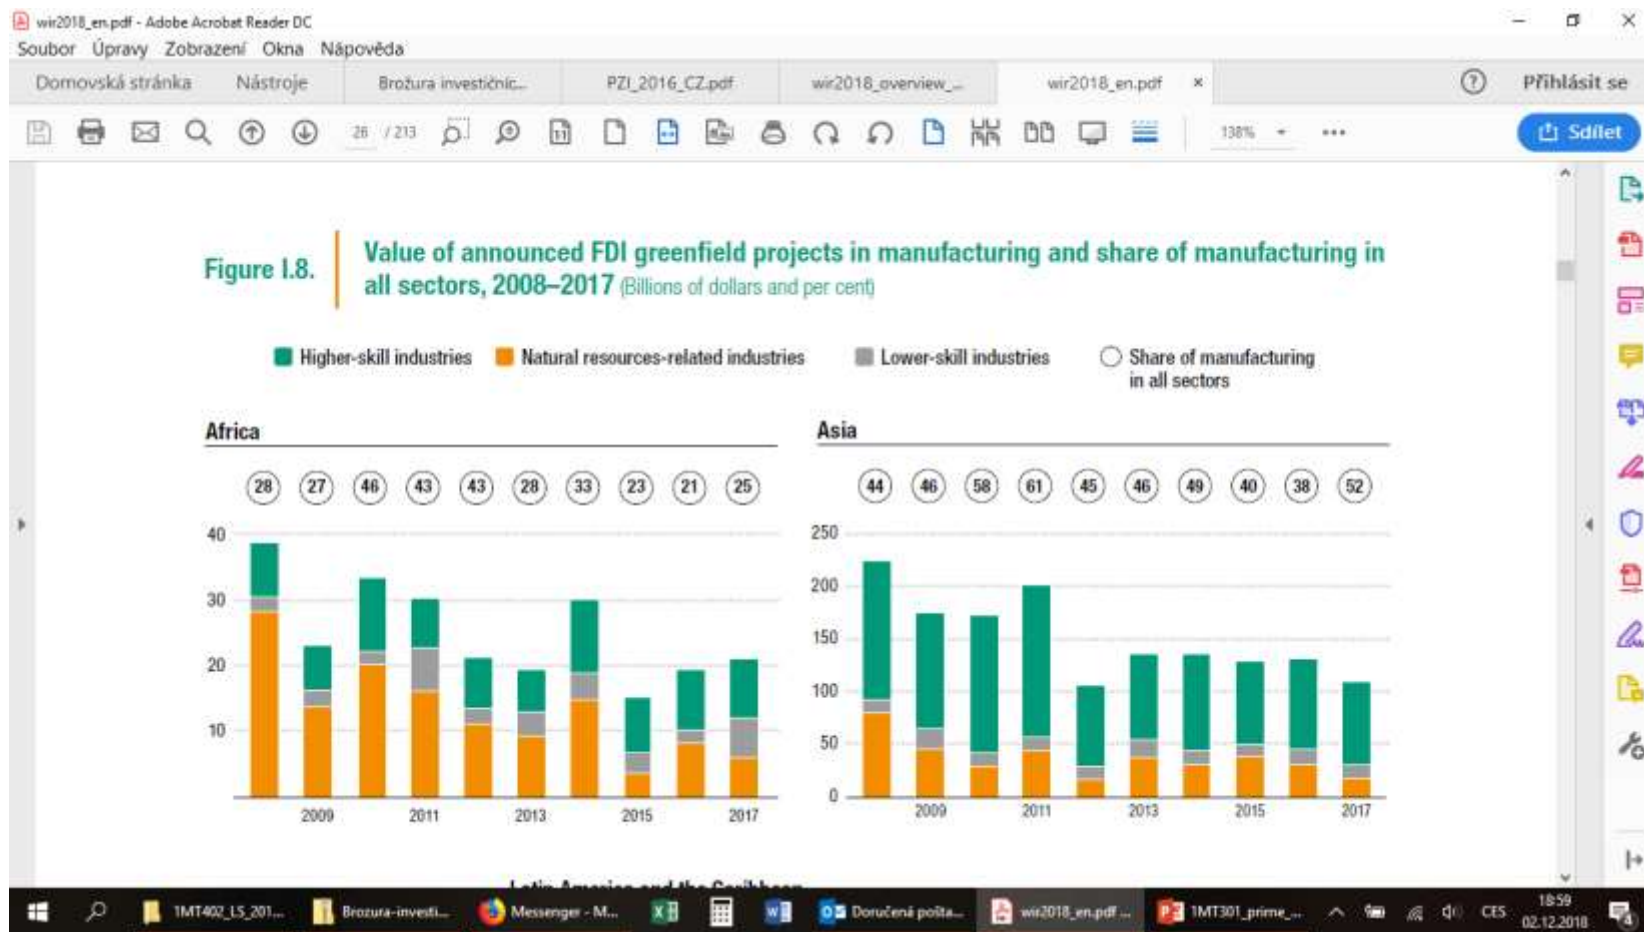 wir2018_en.pdf - Adobe Acrobat Reader DC
Soubor Úpravy Zobrazení Okna Nápověda
Domovská stránka Nástroje Brožura investičníc... PZI_2016_CZ.pdf wir2018_overview_... wir2018_en.pdf × Přihlásit se
26 / 213 138% Sdílet
Figure I.8.
Value of announced FDI greenfield projects in manufacturing and share of manufacturing in
all sectors, 2008–2017 (Billions of dollars and per cent)
Higher-skill industries Natural resources-related industries Lower-skill industries Share of manufacturing
in all sectors
Africa
28 27 46 43 43 28 33 23 21 25
40
30
20
10
2009 2011 2013 2015 2017
Asia
44 46 58 61 45 46 49 40 38 52
250
200
150
100
50
0
2009 2011 2013 2015 2017
Latin America and the Caribbean
1MT402_LS_201... Brozura-investi... Messenger - M... Doručená pošta... wir2018_en.pdf ... 1MT301_prime_... CES 18:59
02.12.2018
4